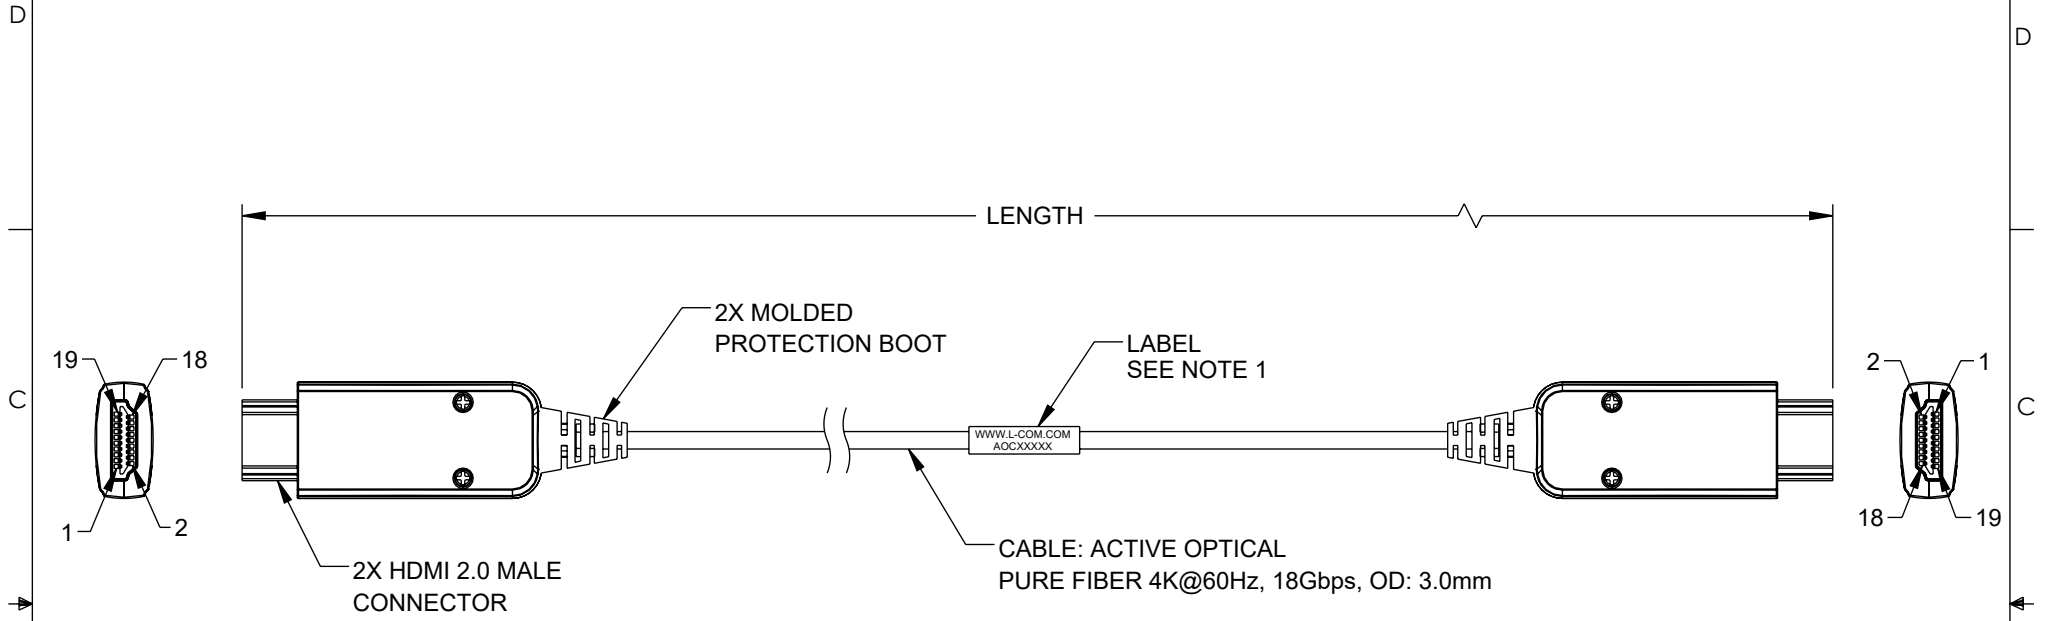 D
D
LENGTH
2X MOLDED
PROTECTION BOOT
LABEL
SEE NOTE 1
19
18
2
1
C
C
WWW.L-COM.COM
AOCXXXXX
1
2
18
19
2X HDMI 2.0 MALE
CONNECTOR
CABLE: ACTIVE OPTICAL
PURE FIBER 4K@60Hz, 18Gbps, OD: 3.0mm